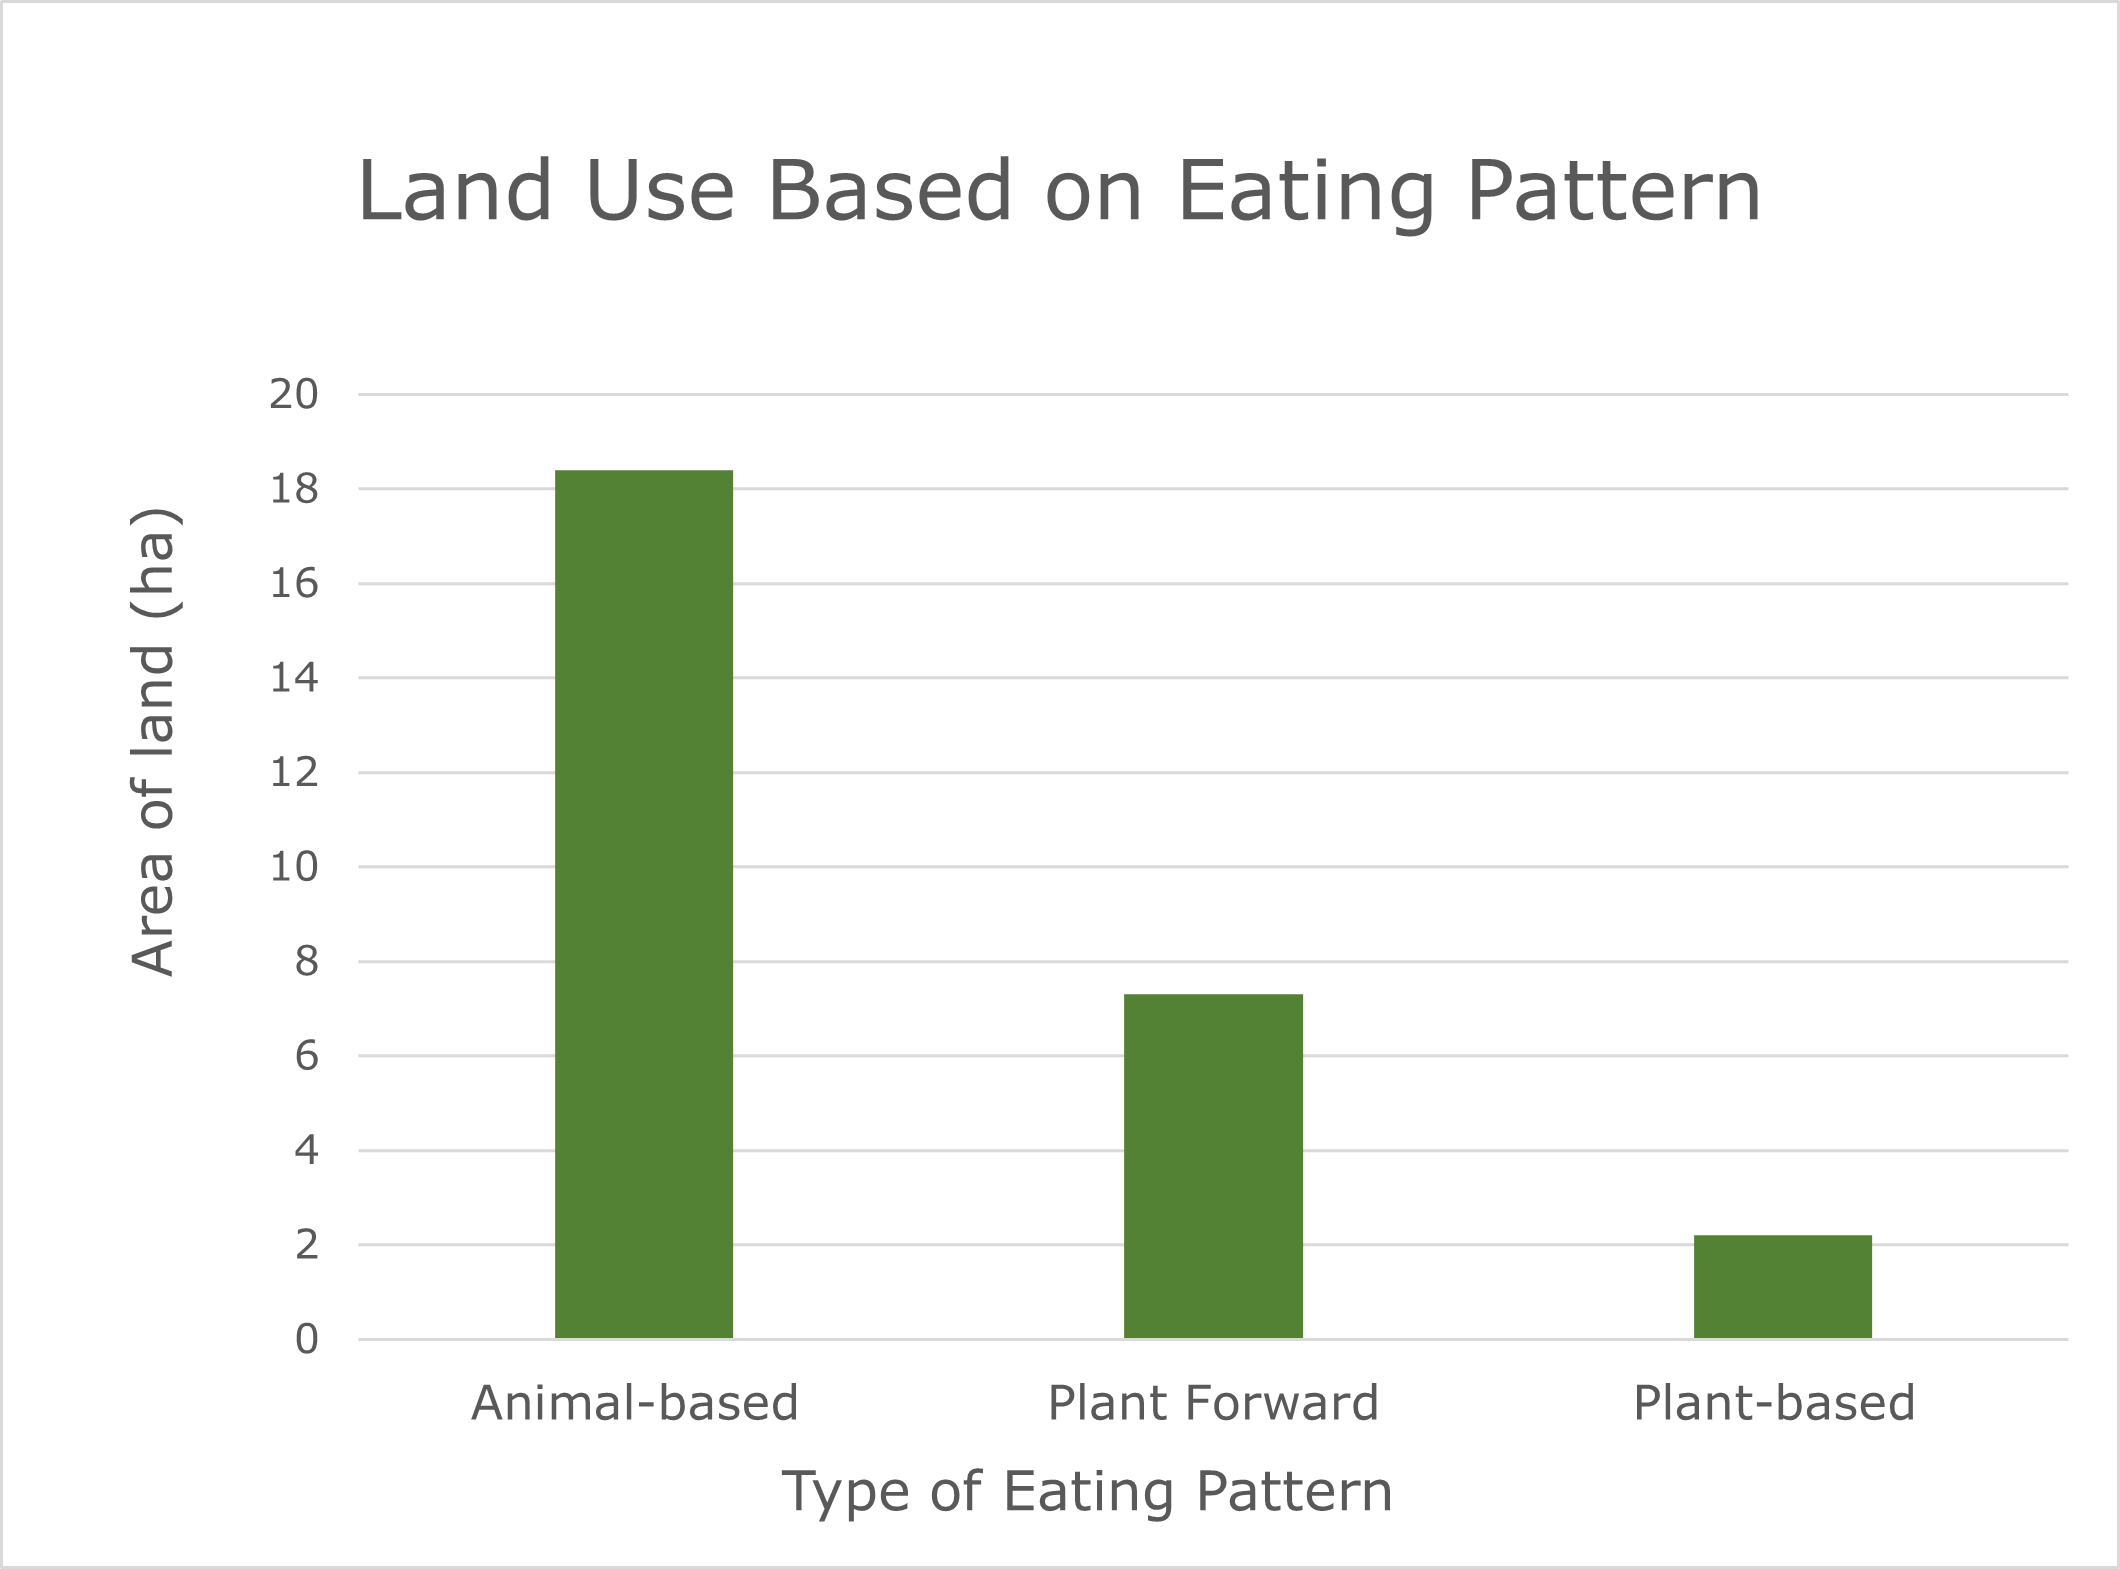 Land Use Based on Eating Pattern
Area of land (ha)
20
18
16
14
12
10
8
6
4
2
0
Animal-based Plant Forward Plant-based
Type of Eating Pattern